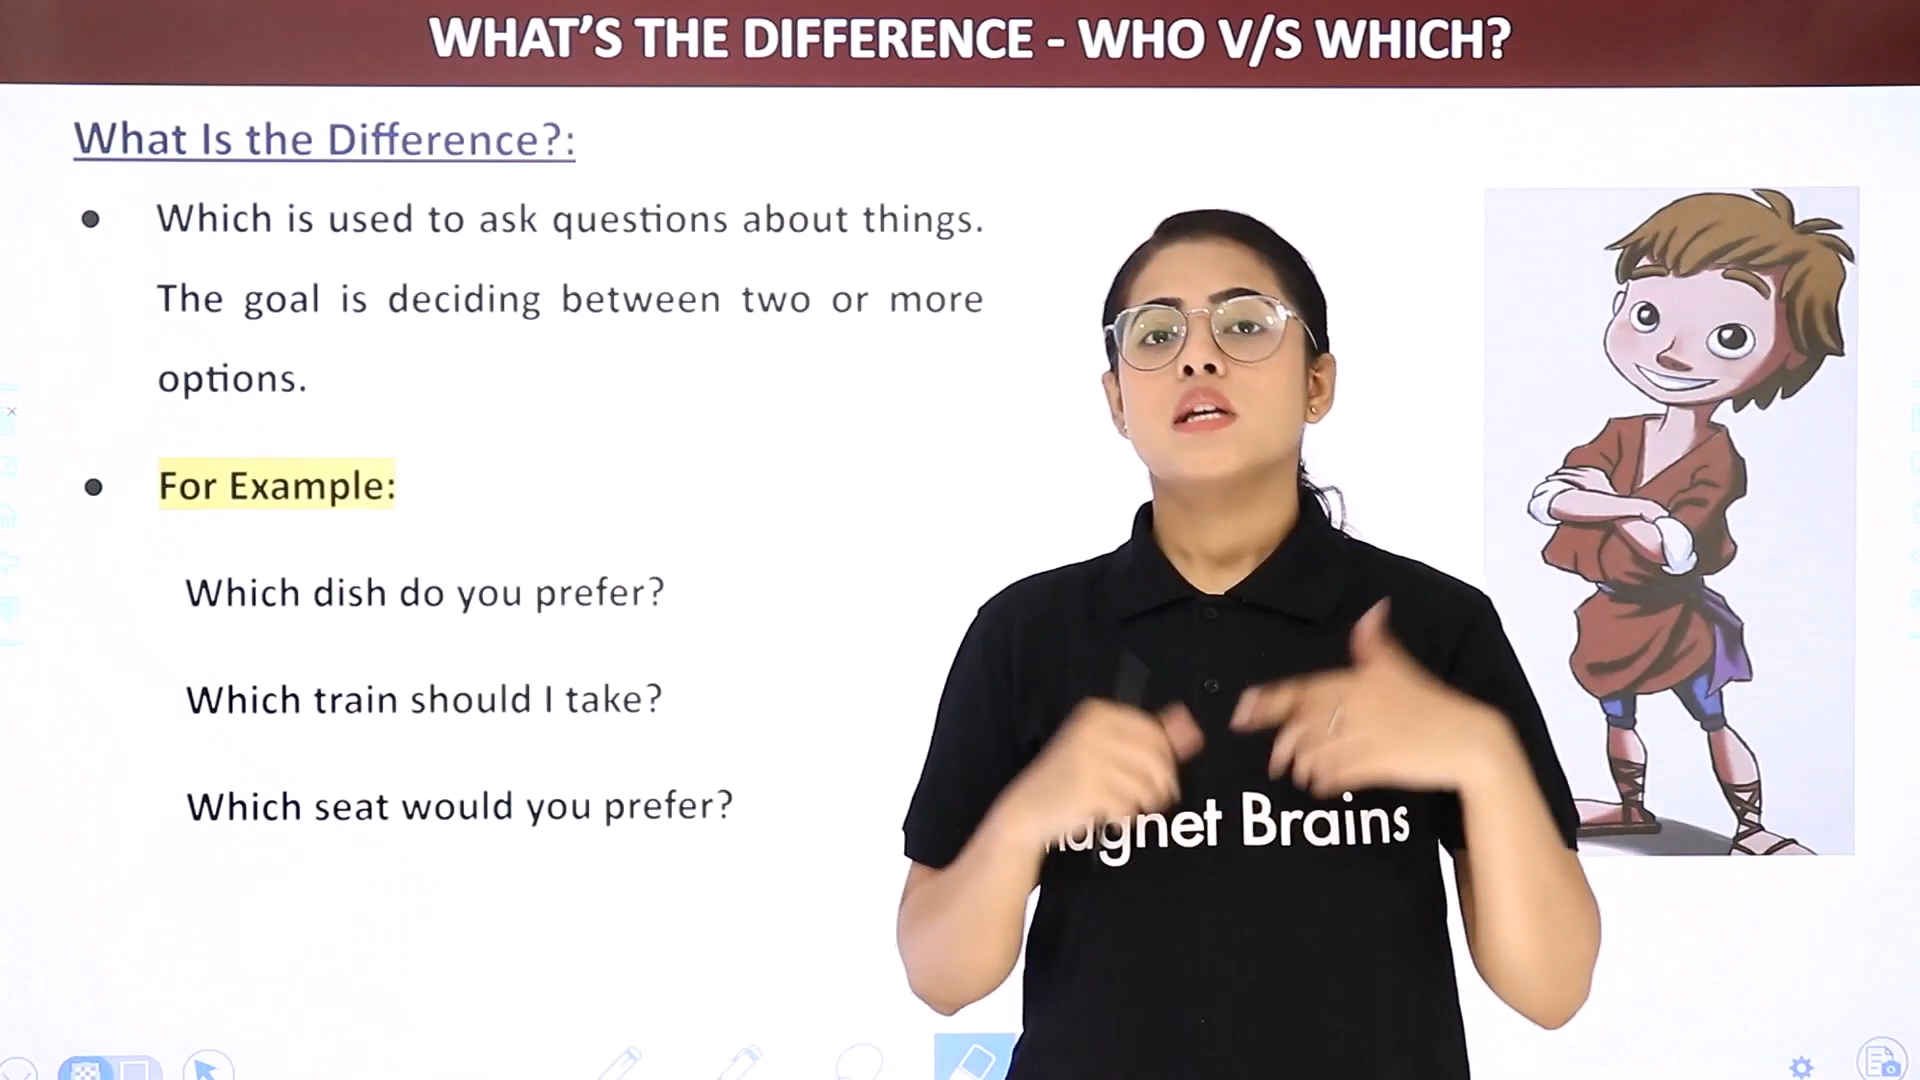 WHAT'S THE DIFFERENCE - WHO V/S WHICH?
What Is the Difference?:
● Which is used to ask questions about things.
The goal is deciding between two or more
options.
● For Example:
Which dish do you prefer?
Which train should I take?
Which seat would you prefer?
Brains